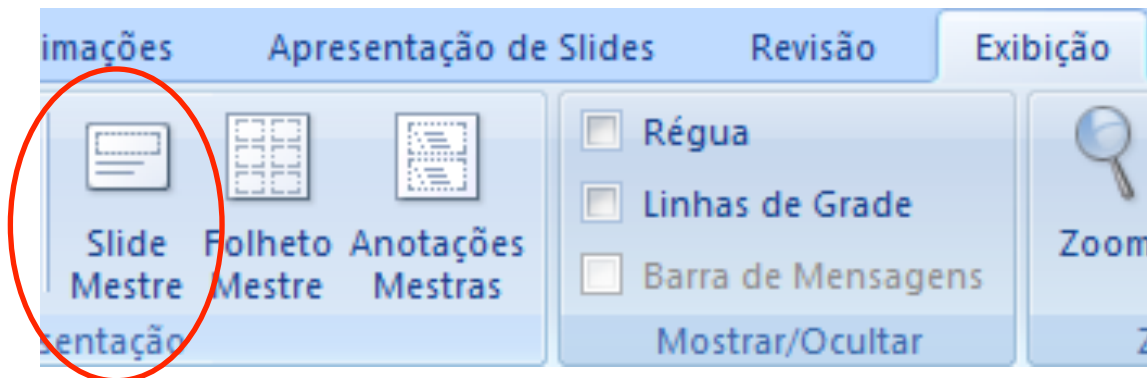 imações Apresentação de Slides Revisão Exibição
Régua
Linhas de Grade
Barra de Mensagens
Slide Mestre
Folheto Mestre
Anotações Mestras
Zoom
sentação Mostrar/Ocultar Z